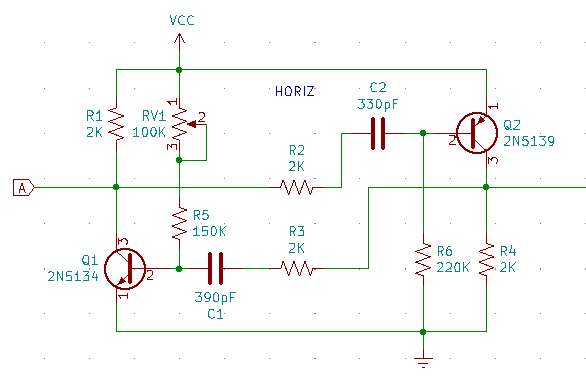 VCC
HORIZ
C2
330pF
R1
2K
RV1
100K
1
2
3
1
Q2
2N5139
2
3
R2
2K
A
R5
150K
R3
2K
Q1
2N5134
3
2
1
390pF
C1
R6
220K
R4
2K